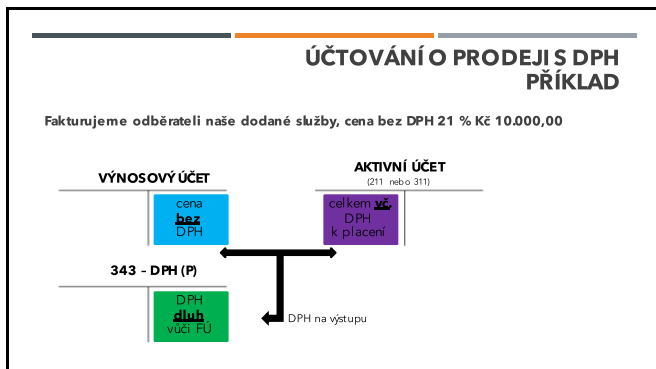 ÚČTOVÁNÍ O PRODEJI S DPH
PŘÍKLAD
Fakturujeme odběrateli naše dodané služby, cena bez DPH 21 % Kč 10.000,00
VÝNOSOVÝ ÚČET
cena
bez
DPH
AKTIVNÍ ÚČET
(211 nebo 311)
celkem vč.
DPH
k placení
343 – DPH (P)
DPH
dluh
vůči FÚ
DPH na výstupu